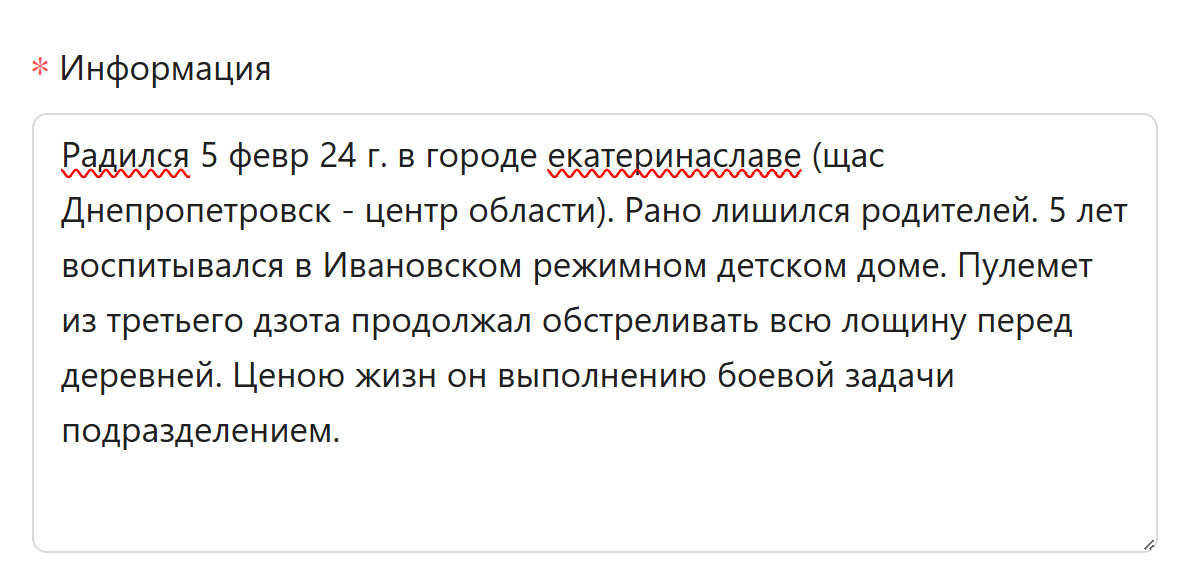 * Информация
Радился 5 февр 24 г. в городе екатеринаславе (щас
Днепропетровск - центр области). Рано лишился родителей. 5 лет
воспитывался в Ивановском режимном детском доме. Пулемет
из третьего дзота продолжал обстреливать всю лощину перед
деревней. Ценою жизн он выполнению боевой задачи
подразделением.